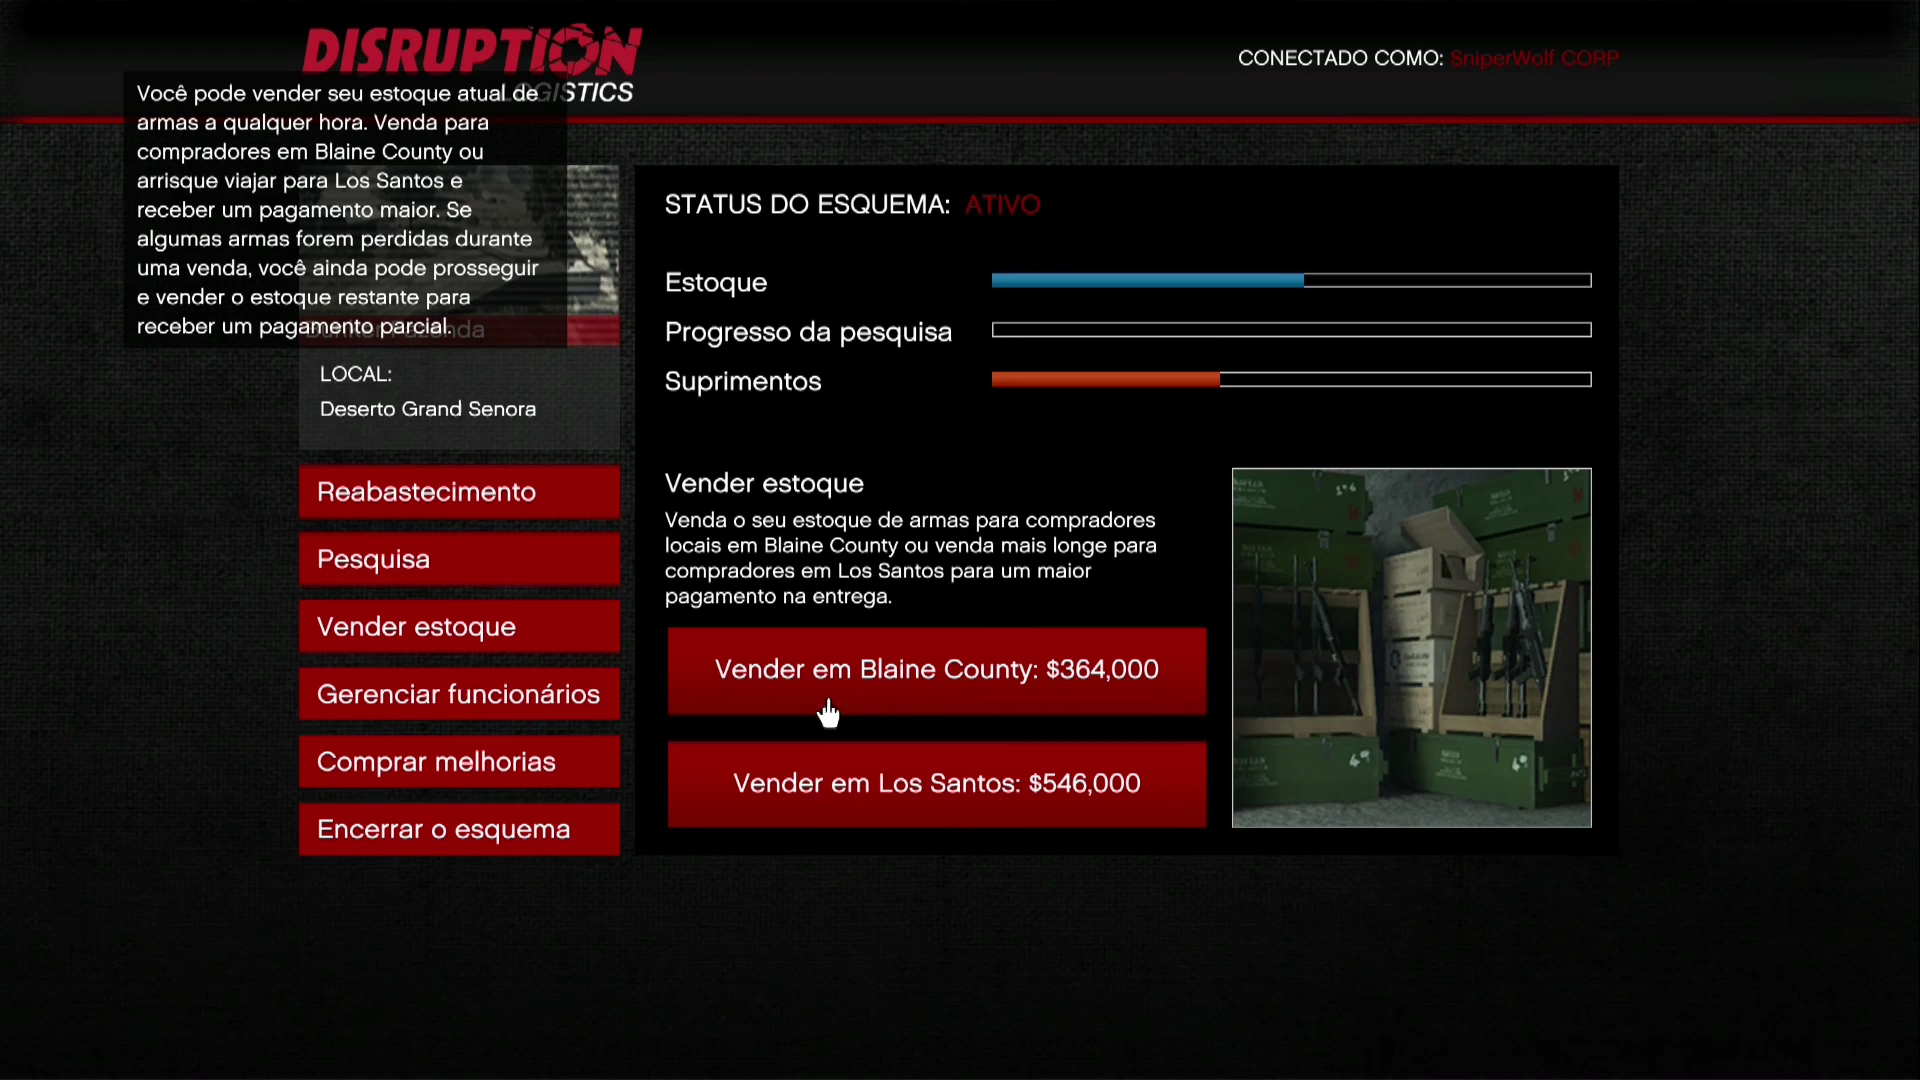 DISRUPTION
LOGISTICS
CONECTADO COMO: SniperWolf CORP
Você pode vender seu estoque atual de
armas a qualquer hora. Venda para
compradores em Blaine County ou
arrisque viajar para Los Santos e
receber um pagamento maior. Se
algumas armas forem perdidas durante
uma venda, você ainda pode prosseguir
e vender o estoque restante para
receber um pagamento parcial.
LOCAL:
Deserto Grand Senora
Reabastecimento
Pesquisa
Vender estoque
Gerenciar funcionários
Comprar melhorias
Encerrar o esquema
STATUS DO ESQUEMA: ATIVO
Estoque
Progresso da pesquisa
Suprimentos
Vender estoque
Venda o seu estoque de armas para compradores
locais em Blaine County ou venda mais longe para
compradores em Los Santos para um maior
pagamento na entrega.
Vender em Blaine County: $364,000
Vender em Los Santos: $546,000